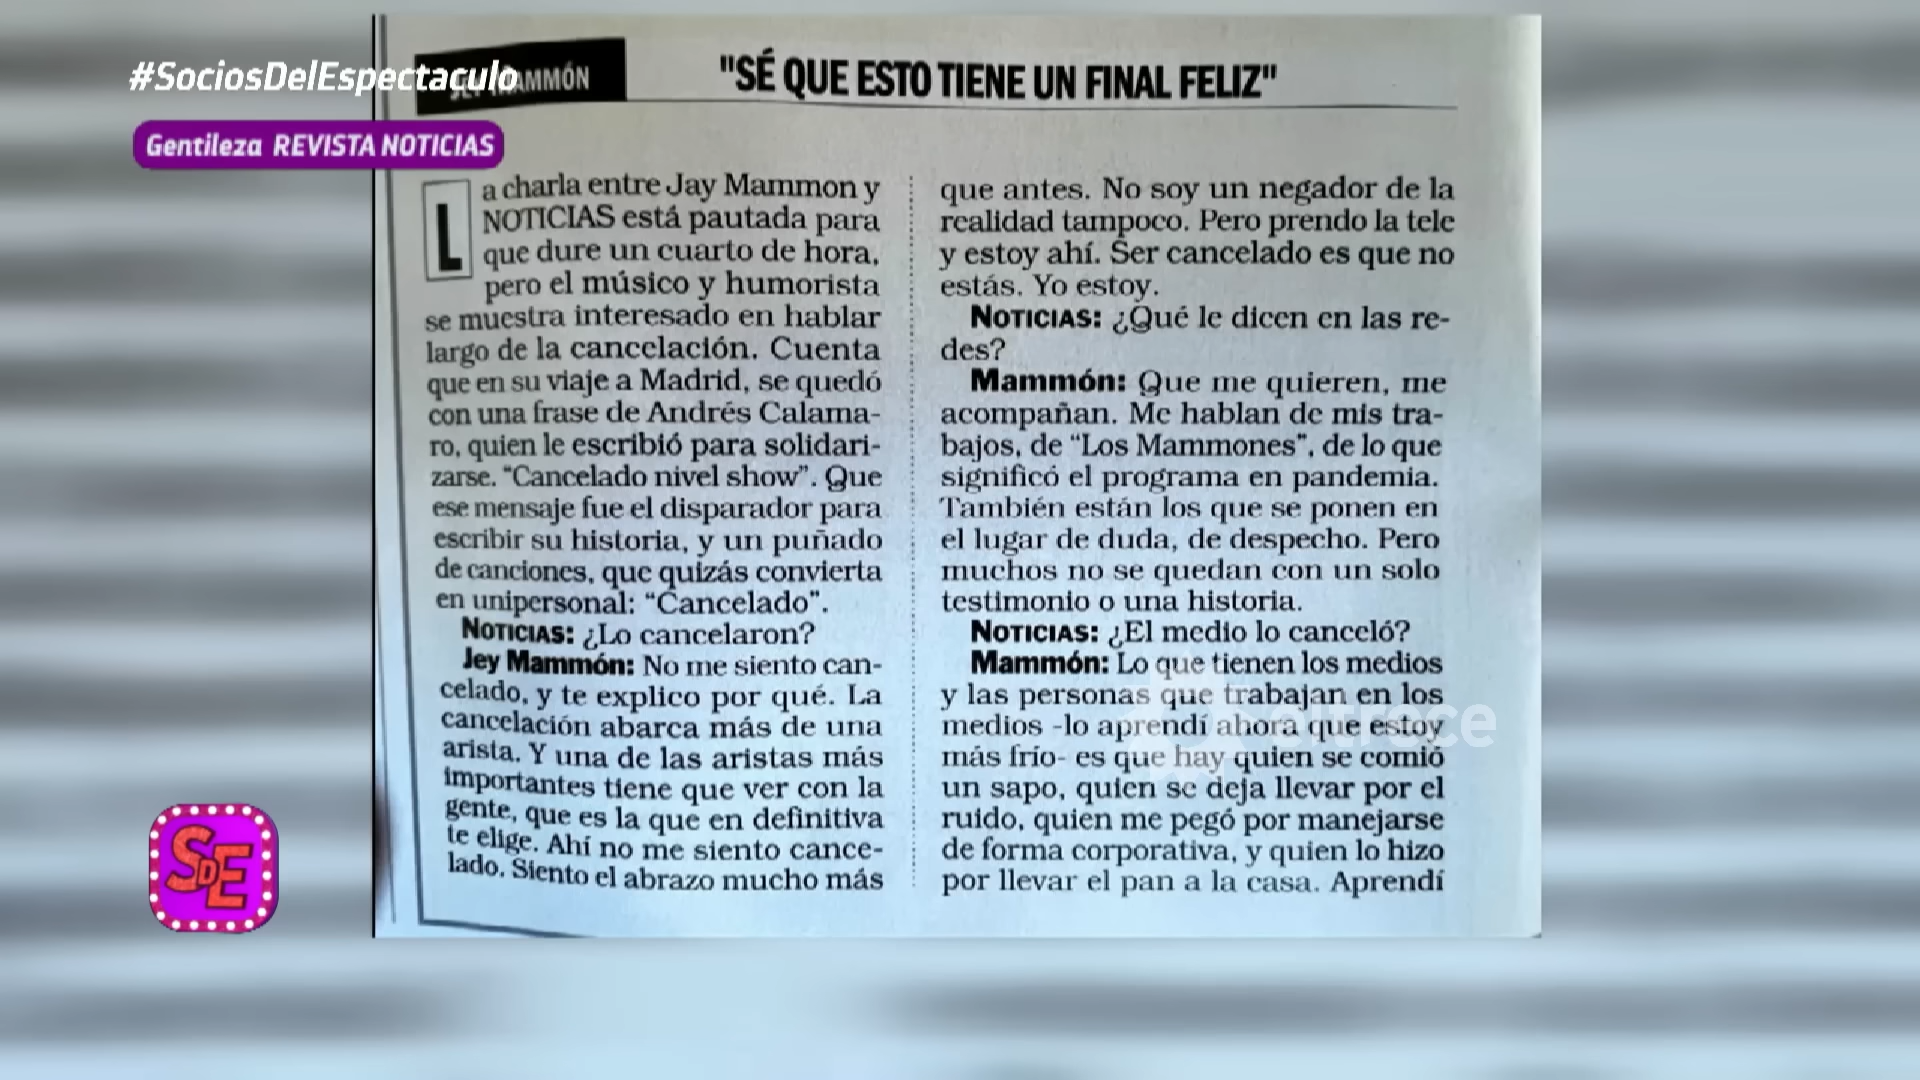 #SociosDelEspectaculo
Gentileza REVISTA NOTICIAS
MAMMÓN
"SÉ QUE ESTO TIENE UN FINAL FELIZ"
La charla entre Jay Mammon y
NOTICIAS está pautada para
que dure un cuarto de hora,
pero el músico y humorista
se muestra interesado en hablar
largo de la cancelación. Cuenta
que en su viaje a Madrid, se quedó
con una frase de Andrés Calama-
ro, quien le escribió para solidari-
zarse. "Cancelado nivel show". Que
ese mensaje fue el disparador para
escribir su historia, y un puñado
de canciones, que quizás convierta
en unipersonal: "Cancelado".
NOTICIAS: ¿Lo cancelaron?
Jey Mammón: No me siento can-
celado, y te explico por qué. La
cancelación abarca más de una
arista. Y una de las aristas más
importantes tiene que ver con la
gente, que es la que en definitiva
te elige. Ahí no me siento cance-
lado. Siento el abrazo mucho más
que antes. No soy un negador de la
realidad tampoco. Pero prendo la tele
y estoy ahí. Ser cancelado es que no
estás. Yo estoy.
NOTICIAS: ¿Qué le dicen en las re-
des?
Mammón: Que me quieren, me
acompañan. Me hablan de mis tra-
bajos, de "Los Mammones", de lo que
significó el programa en pandemia.
También están los que se ponen en
el lugar de duda, de despecho. Pero
muchos no se quedan con un solo
testimonio o una historia.
NOTICIAS: ¿El medio lo canceló?
Mammón: Lo que tienen los medios
y las personas que trabajan en los
medios -lo aprendí ahora que estoy
más frío- es que hay quien se comió
un sapo, quien se deja llevar por el
ruido, quien me pegó por manejarse
de forma corporativa, y quien lo hizo
por llevar el pan a la casa. Aprendí
eltrece
SDE